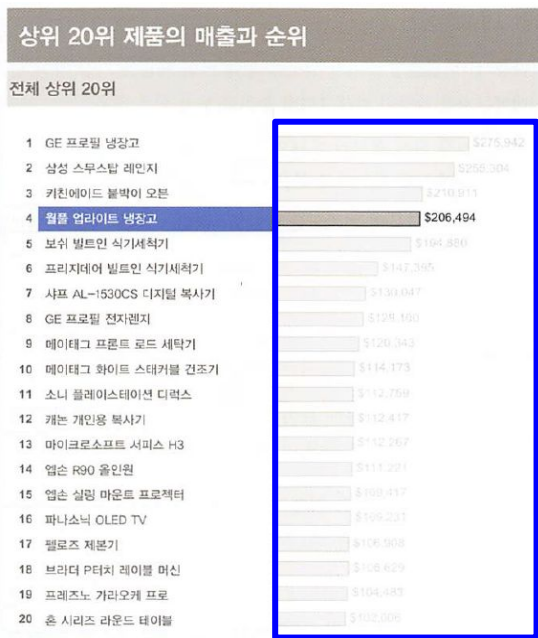 상위 20위 제품의 매출과 순위
전체 상위 20위
1 GE 프로필 냉장고 $275,942
2 삼성 스무스탑 레인지
3 키친에이드 붙박이 오븐 $210,911
4 월풀 업라이트 냉장고 $206,494
5 보쉬 빌트인 식기세척기 $194,880
6 프리지데어 빌트인 식기세척기 $147,395
7 샤프 AL-1530CS 디지털 복사기 $130,047
8 GE 프로필 전자렌지
9 메이태그 프론트 로드 세탁기 $120,343
10 메이태그 화이트 스태커블 건조기 $114,173
11 소니 플레이스테이션 디럭스 $112,759
12 캐논 개인용 복사기 $112,417
13 마이크로소프트 서피스 H3 $112,267
14 엡손 R90 올인원 $111,221
15 엡손 실링 마운트 프로젝터
16 파나소닉 OLED TV
17 펠로즈 제본기 $106,908
18 브라더 P터치 레이블 머신 $106,629
19 프레즈노 가라오케 프로 $104,483
20 혼 시리즈 라운드 테이블